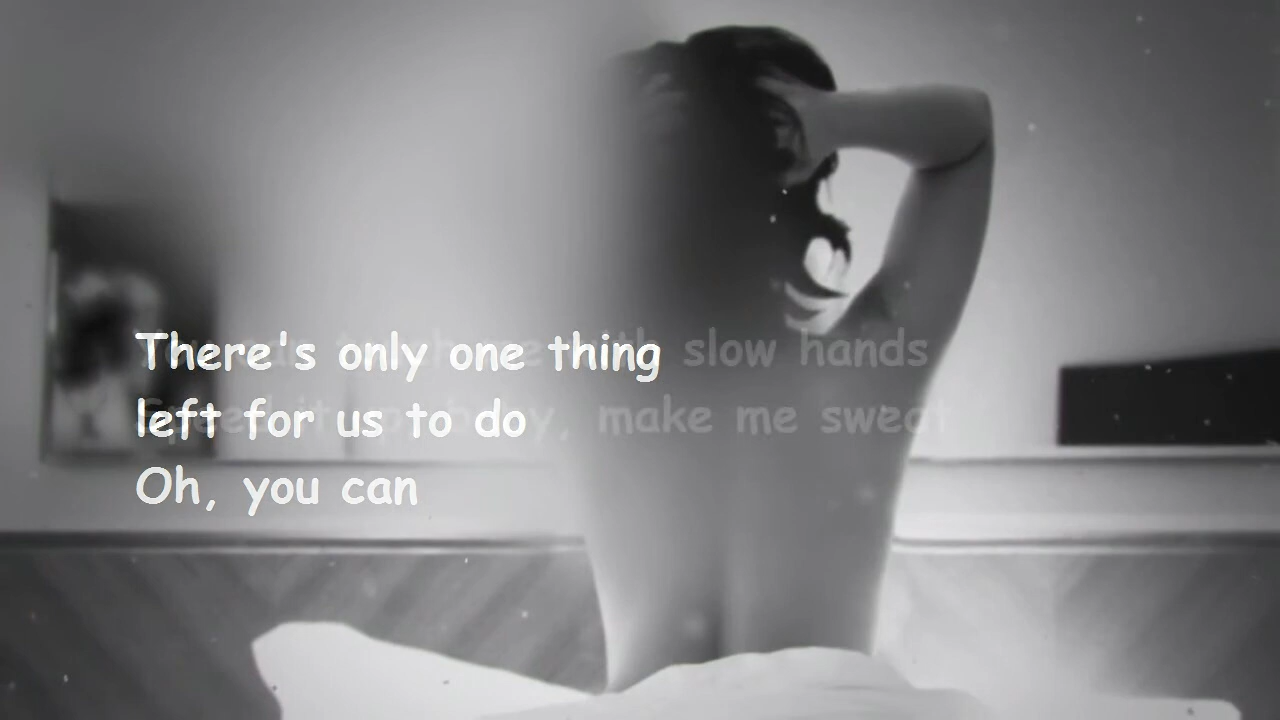 There's only one thing
left for us to do
Oh, you can
slow hands
make me sweat